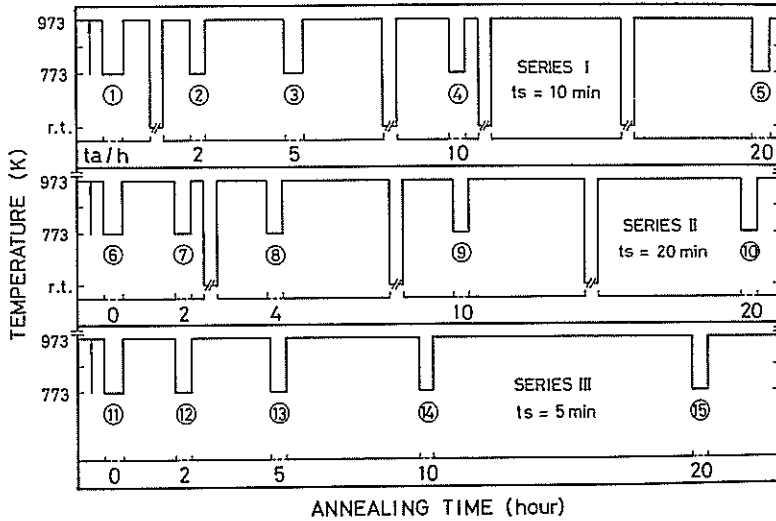 973
773
r.t.
① ② ③ ④ ⑤
SERIES I
ts = 10 min
ta/h 2 5 10 20
973
773
r.t.
⑥ ⑦ ⑧ ⑨ ⑩
SERIES II
ts = 20 min
0 2 4 10 20
973
773
⑪ ⑫ ⑬ ⑭ ⑮
SERIES III
ts = 5 min
0 2 5 10 20
TEMPERATURE (K)
ANNEALING TIME (hour)